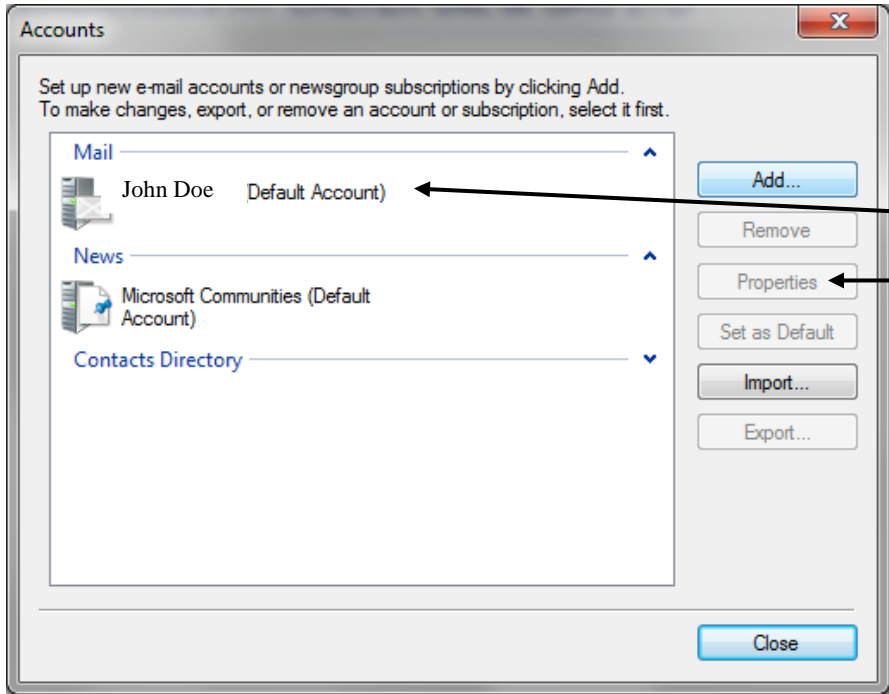 Accounts
Set up new e-mail accounts or newsgroup subscriptions by clicking Add.
To make changes, export, or remove an account or subscription, select it first.
Mail
John Doe Default Account)
News
Microsoft Communities (Default
Account)
Contacts Directory
Add...
Remove
Properties
Set as Default
Import...
Export...
Close